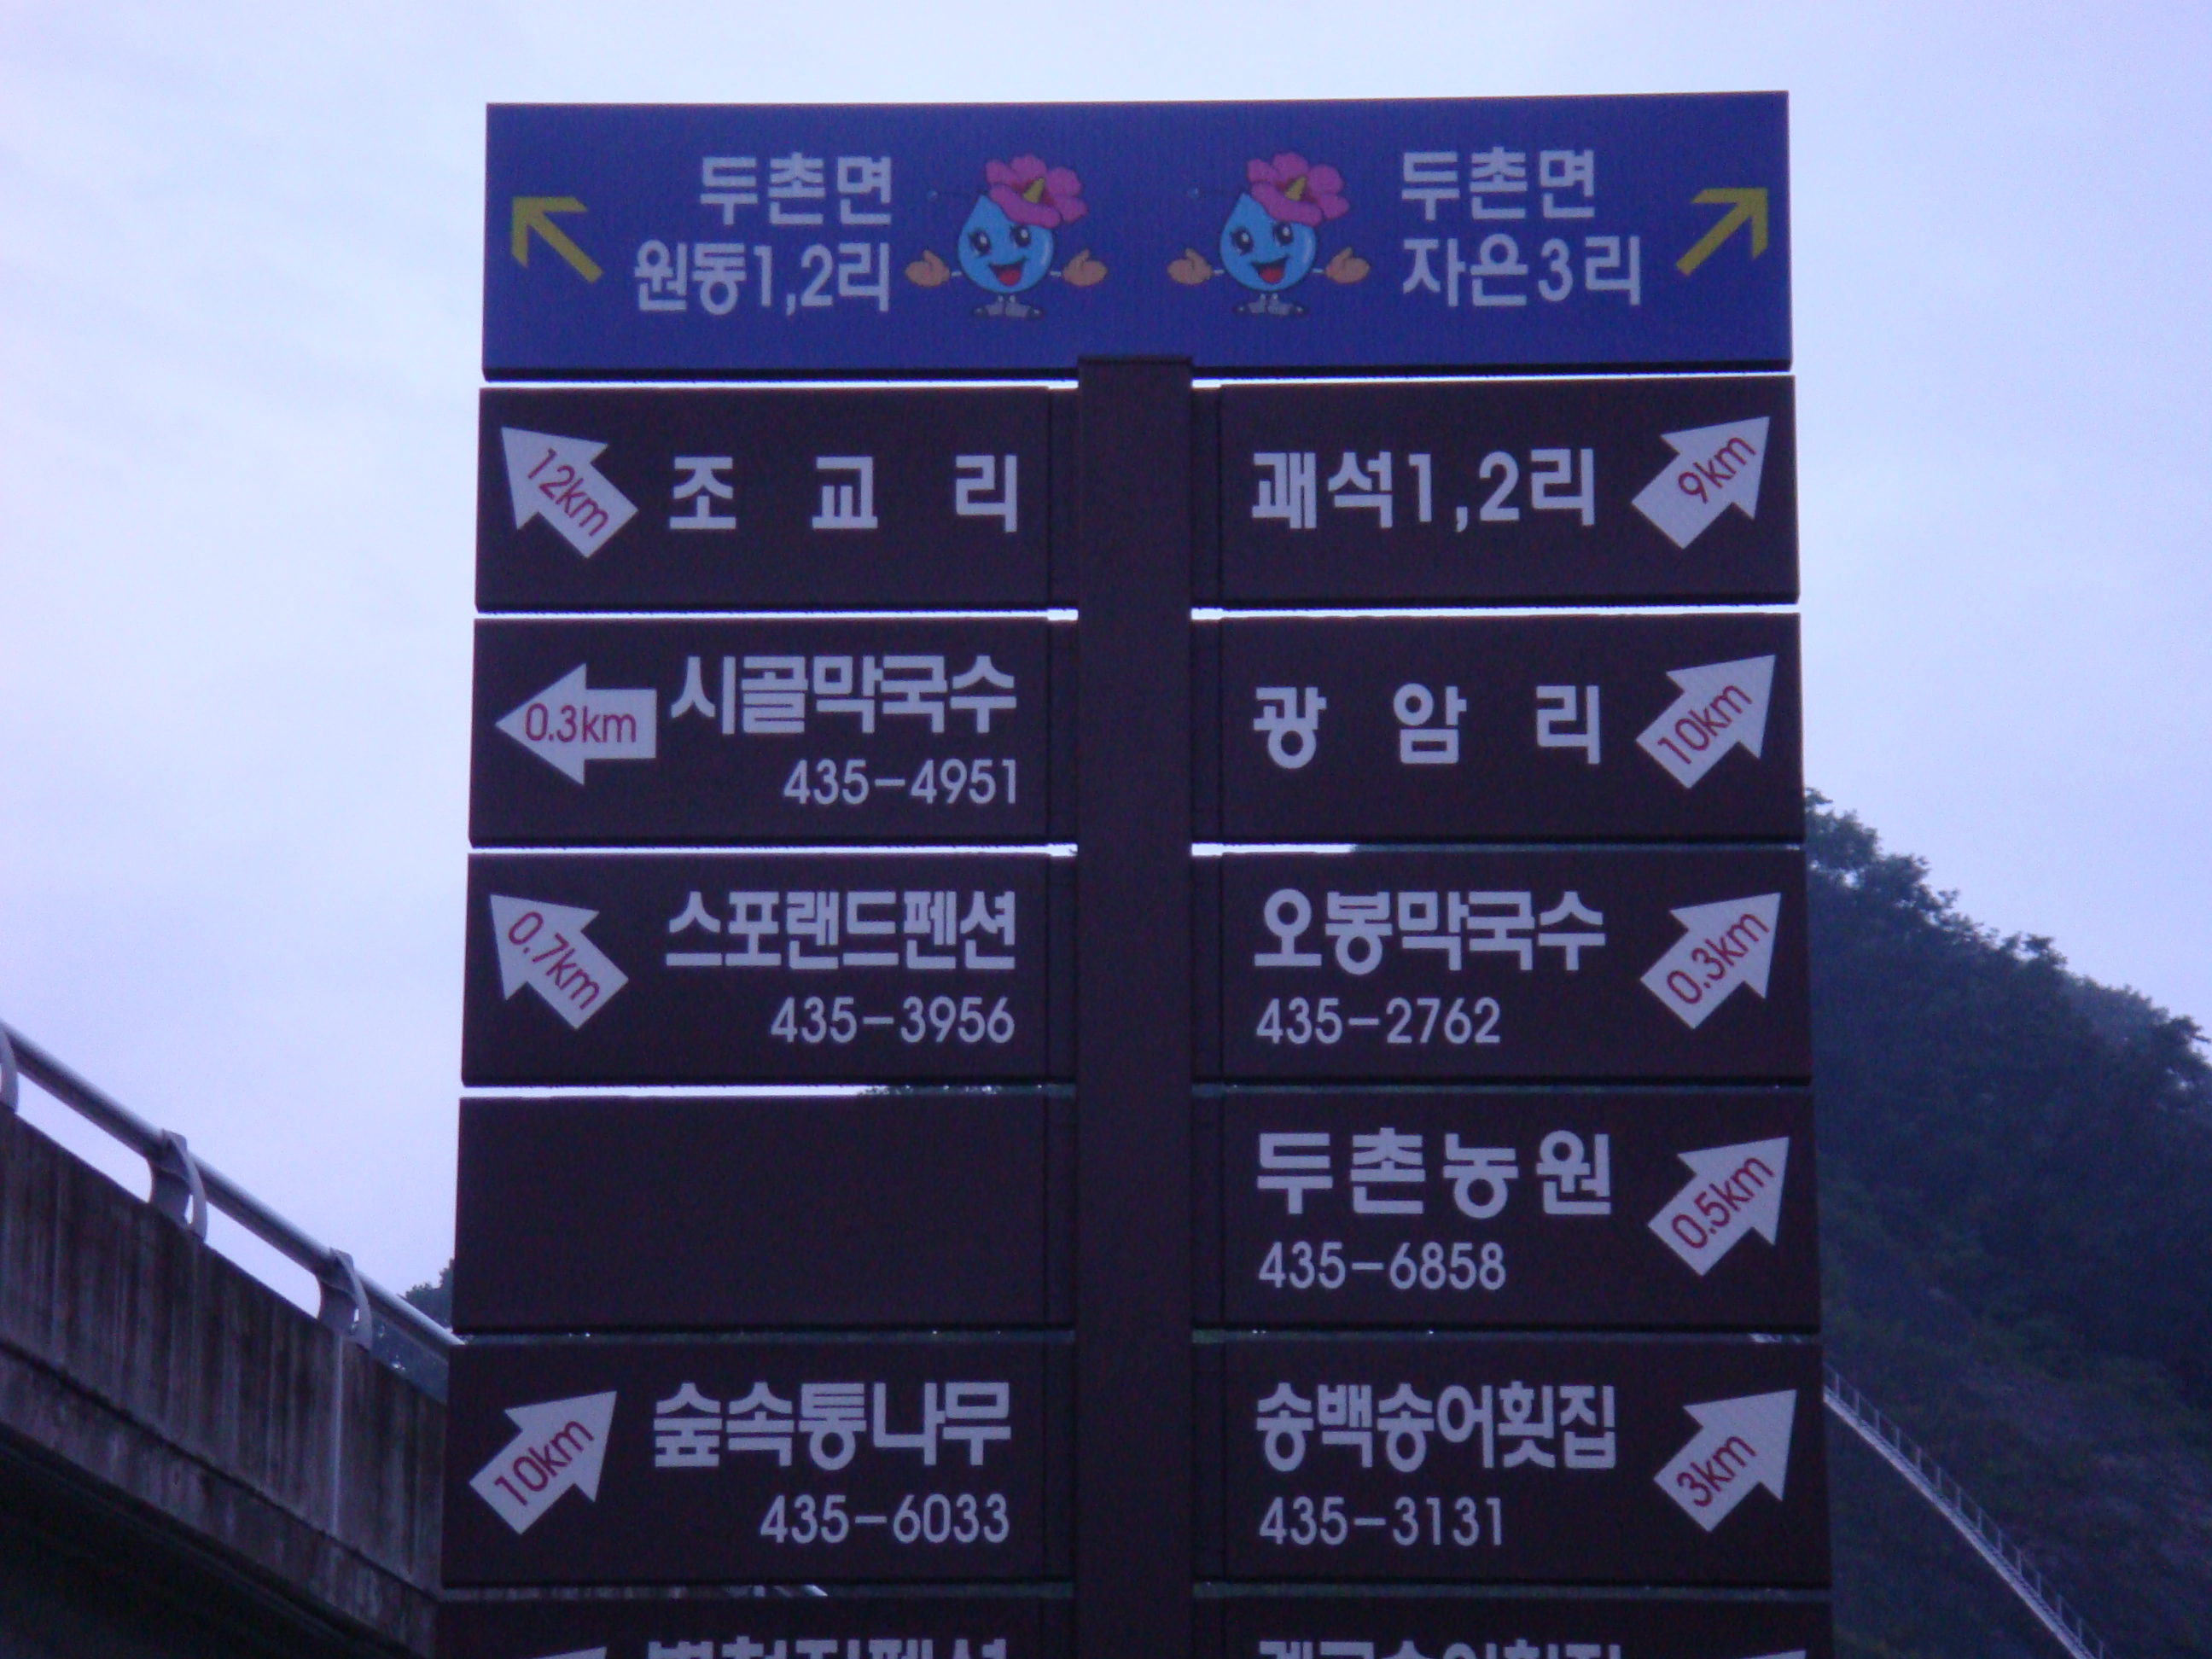 두촌면
원동1,2리
두촌면
자은3리
12km 조 교 리
괘석1,2리 9km
0.3km 시골막국수
435-4951
광 암 리 10km
0.7km 스포랜드펜션
435-3956
오봉막국수 0.3km
435-2762
두촌농원 0.5km
435-6858
10km 숲속통나무
435-6033
송백송어횟집 3km
435-3131